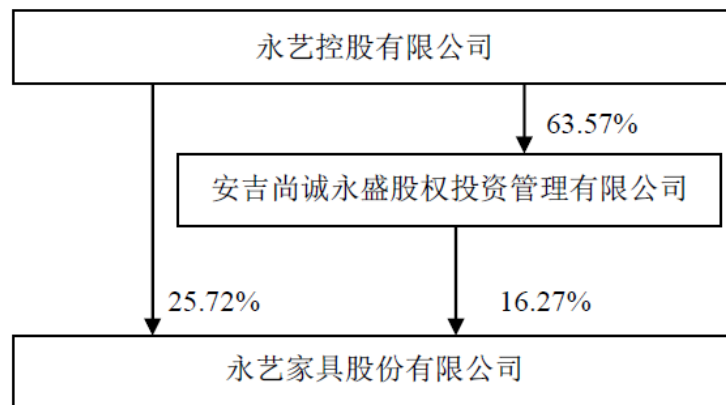 永艺控股有限公司
63.57%
安吉尚诚永盛股权投资管理有限公司
25.72%
16.27%
永艺家具股份有限公司